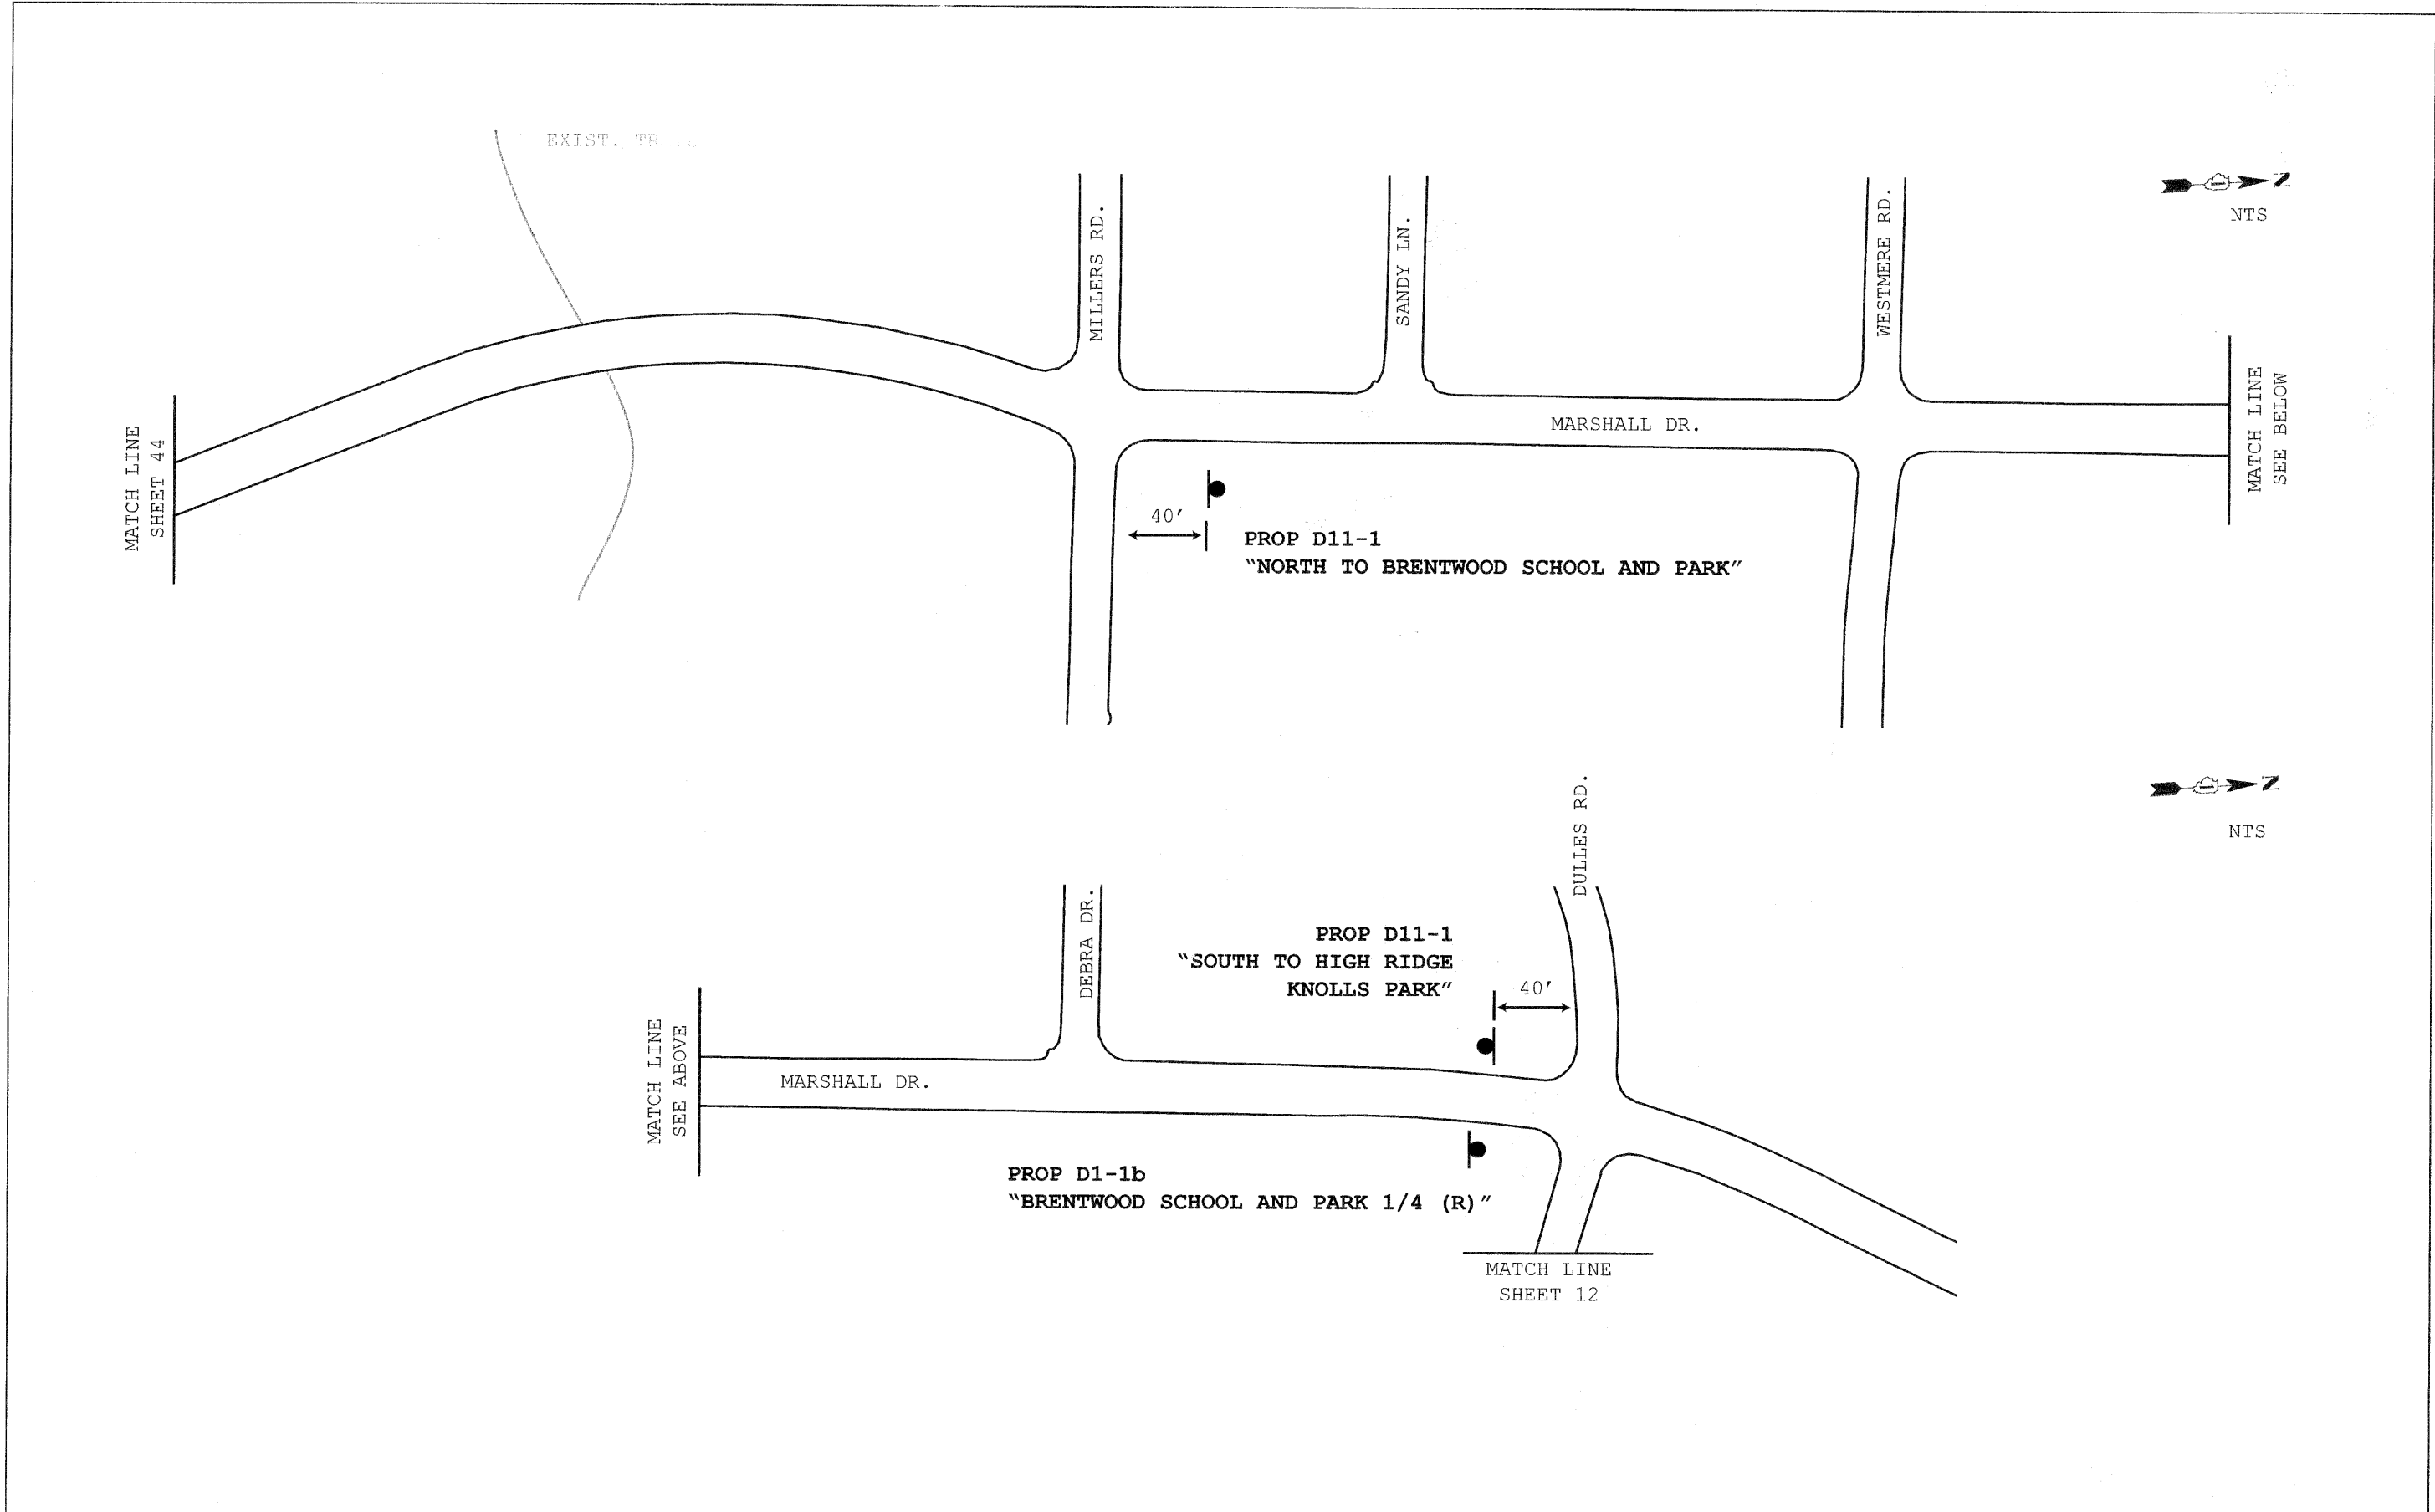 EXIST.
MILLERS RD.
SANDY LN.
WESTMERE RD.
N
NTS
MATCH LINE
SHEET 44
MARSHALL DR.
MATCH LINE
SEE BELOW
40'
PROP D11-1
"NORTH TO BRENTWOOD SCHOOL AND PARK"
N
NTS
DEBRA DR.
DULLES RD.
PROP D11-1
"SOUTH TO HIGH RIDGE
KNOLLS PARK"
40'
MATCH LINE
SEE ABOVE
MARSHALL DR.
PROP D1-1b
"BRENTWOOD SCHOOL AND PARK 1/4 (R)"
MATCH LINE
SHEET 12